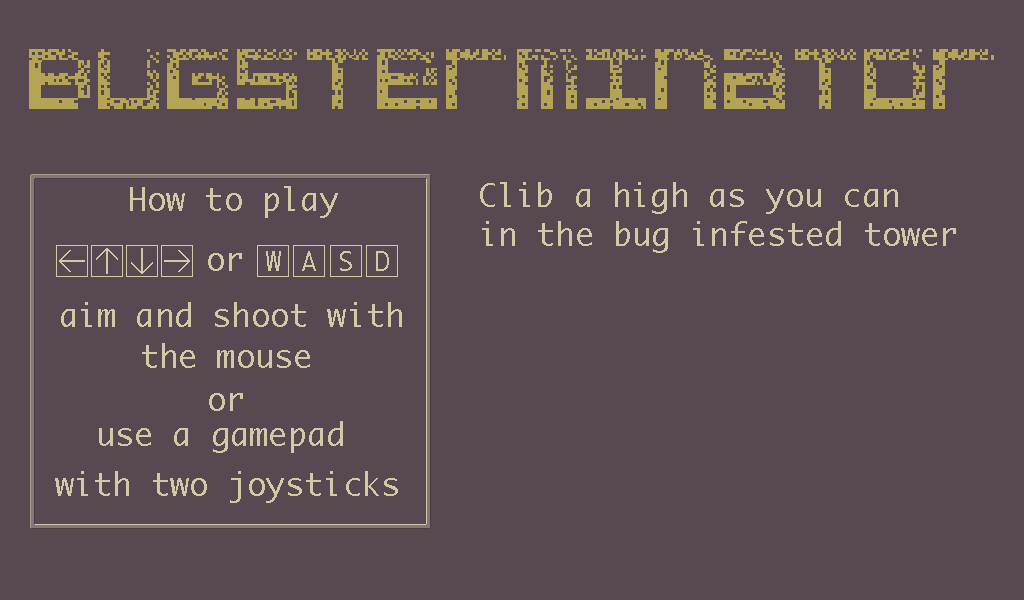 BUGSTERMINATOR
How to play
←↑↓→ or W A S D
aim and shoot with
the mouse
or
use a gamepad
with two joysticks
Clib a high as you can
in the bug infested tower